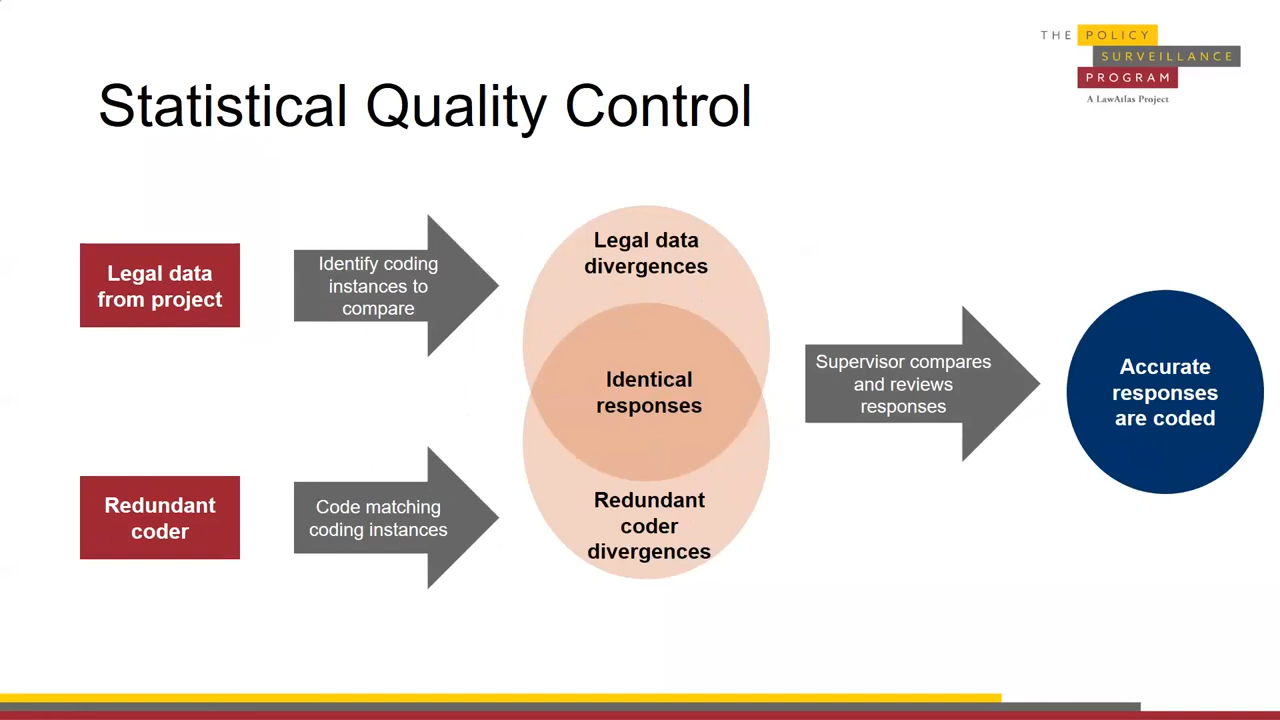 THE POLICY
SURVEILLANCE
PROGRAM
A LawAtlas Project
Statistical Quality Control
Legal data
from project
Identify coding
instances to
compare
Legal data
divergences
Identical
responses
Redundant
coder
divergences
Redundant
coder
Code matching
coding instances
Supervisor compares
and reviews
responses
Accurate
responses
are coded